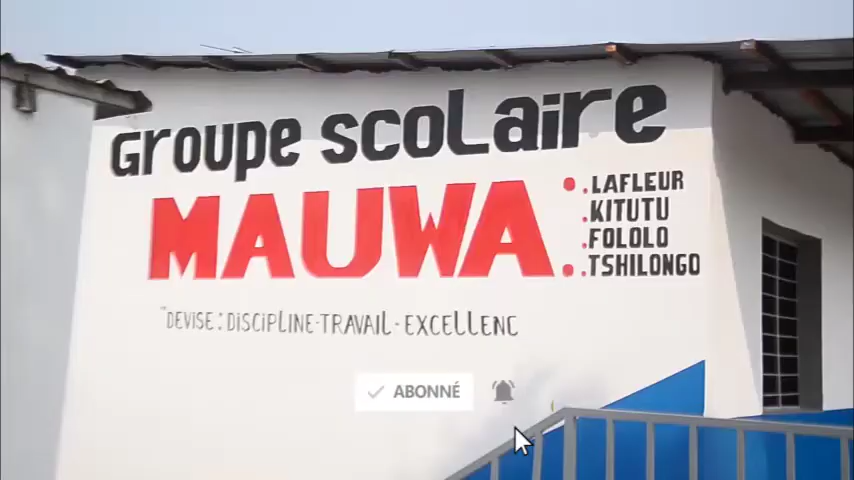 Groupe scolaire
MAUWA : . LAFLEUR
. KITUTU
. FOLOLO
. TSHILONGO
"DEVISE : DISCIPLINE-TRAVAIL-EXCELLENC
ABONNÉ